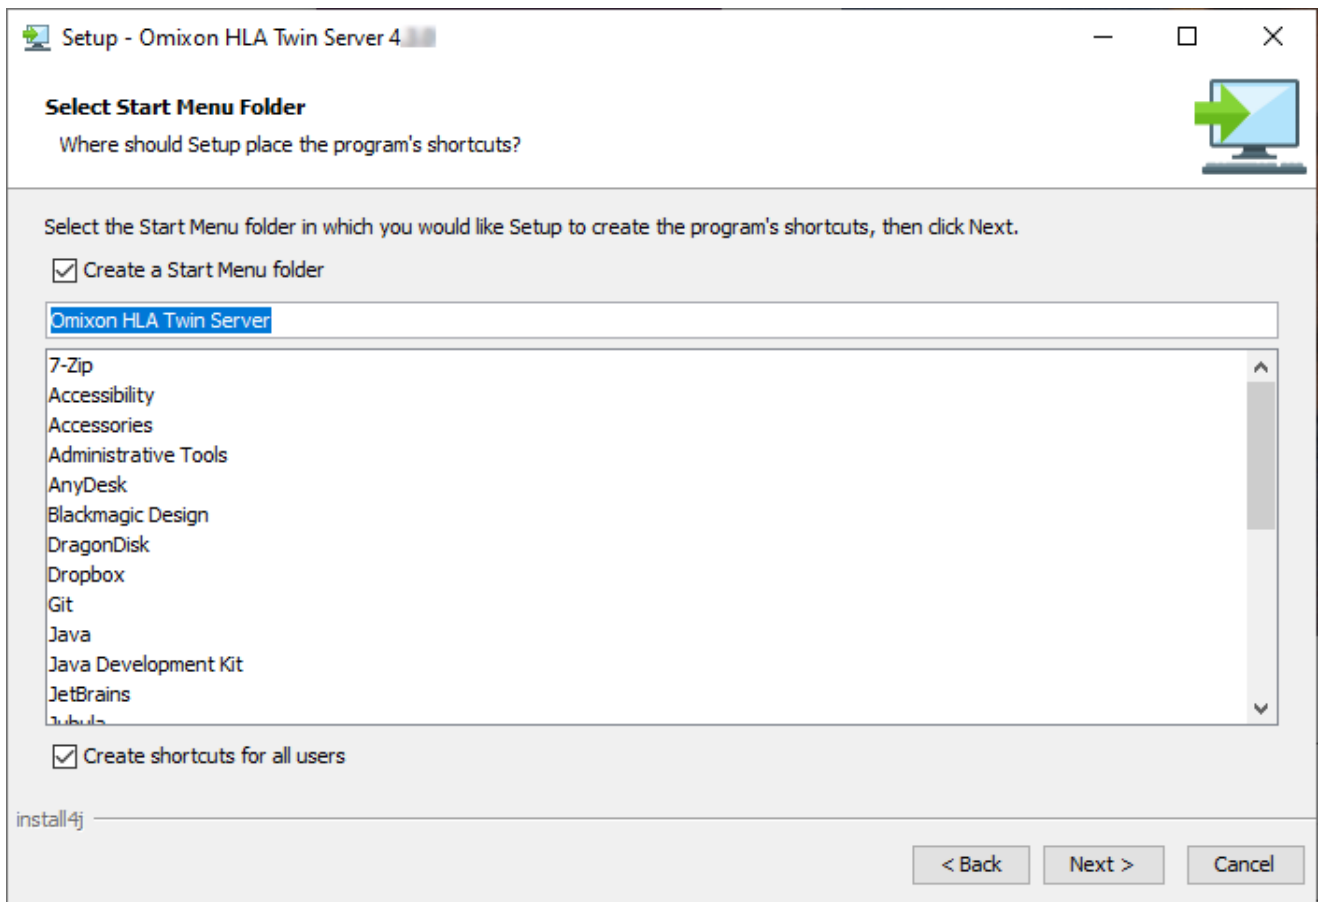 Setup - Omixon HLA Twin Server 4
Select Start Menu Folder
Where should Setup place the program's shortcuts?
Select the Start Menu folder in which you would like Setup to create the program's shortcuts, then click Next.
Create a Start Menu folder
Omixon HLA Twin Server
7-Zip
Accessibility
Accessories
Administrative Tools
AnyDesk
Blackmagic Design
DragonDisk
Dropbox
Git
Java
Java Development Kit
JetBrains
Create shortcuts for all users
install4j
< Back Next > Cancel